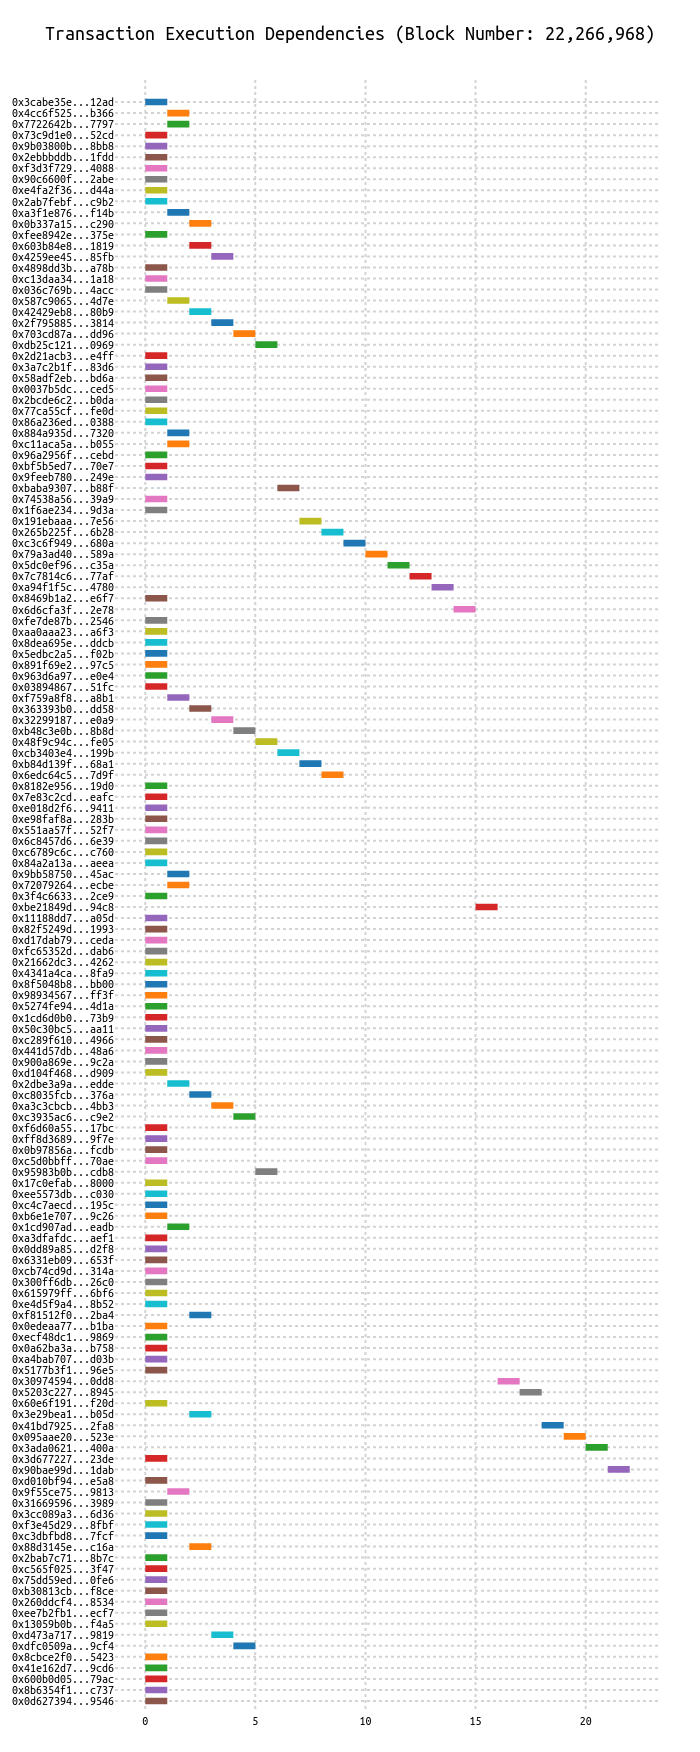 Transaction Execution Dependencies (Block Number: 22,266,968)
0x3cabe35e...12ad
0x4cc6f525...b366
0x7722642b...7797
0x73c9d1e0...52cd
0x9b03800b...8bb8
0x2ebbbddb...1fdd
0xf3d3f729...4088
0x90c6600f...2abe
0xe4fa2f36...d44a
0x2ab7febf...c9b2
0xa3f1e876...f14b
0x0b337a15...c290
0xfee8942e...375e
0x603b84e8...1819
0x4259ee45...85fb
0x4898dd3b...a78b
0xc13daa34...1a18
0x036c769b...4acc
0x587c9065...4d7e
0x42429eb8...80b9
0x2f795885...3814
0x703cd87a...dd96
0xdb25c121...0969
0x2d21acb3...e4ff
0x3a7c2b1f...83d6
0x58adf2eb...bd6a
0x0037b5dc...ced5
0x2bcde6c2...b0da
0x77ca55cf...fe0d
0x86a236ed...0388
0x884a935d...7320
0xc11aca5a...b055
0x96a2956f...cebd
0xbf5b5ed7...70e7
0x9feeb780...249e
0xbaba9307...b88f
0x74538a56...39a9
0x1f6ae234...9d3a
0x191ebaaa...7e56
0x265b225f...6b28
0xc3c6f949...680a
0x79a3ad40...589a
0x5dc0ef96...c35a
0x7c7814c6...77af
0xa94f1f5c...4780
0x8469b1a2...e6f7
0x6d6cfa3f...2e78
0xfe7de87b...2546
0xaa0aaa23...a6f3
0x8dea695e...ddcb
0x5edbc2a5...f02b
0x891f69e2...97c5
0x963d6a97...e0e4
0x03894867...51fc
0xf759a8f8...a8b1
0x363393b0...dd58
0x32299187...e0a9
0xb48c3e0b...8b8d
0x48f9c94c...fe05
0xcb3403e4...199b
0xb84d139f...68a1
0x6edc64c5...7d9f
0x8182e956...19d0
0x7e83c2cd...eafc
0xe018d2f6...9411
0xe98faf8a...283b
0x551aa57f...52f7
0x6c8457d6...6e39
0xc6789c6c...c760
0x84a2a13a...aeea
0x9bb58750...45ac
0x72079264...ecbe
0x3f4c6633...2ce9
0xbe21849d...94c8
0x11188dd7...a05d
0x82f5249d...1993
0xd17dab79...ceda
0xfc65352d...dab6
0x21662dc3...4262
0x4341a4ca...8fa9
0x8f5048b8...bb00
0x98934567...ff3f
0x5274fe94...4d1a
0x1cd6d0b0...73b9
0x50c30bc5...aa11
0xc289f610...4966
0x441d57db...48a6
0x900a869e...9c2a
0xd104f468...d909
0x2dbe3a9a...edde
0xc8035fcb...376a
0xa3c3cbcb...4bb3
0xc3935ac6...c9e2
0xf6d60a55...17bc
0xff8d3689...9f7e
0x0b97856a...fcdb
0xc5d0bbff...70ae
0x95983b0b...cdb8
0x17c0efab...8000
0xee5573db...c030
0xc4c7aecd...195c
0xb6e1e707...9c26
0x1cd907ad...eadb
0xa3dfafdc...aef1
0x0dd89a85...d2f8
0x6331eb09...653f
0xcb74cd9d...314a
0x300ff6db...26c0
0x615979ff...6bf6
0xe4d5f9a4...8b52
0xf81512f0...2ba4
0x0edeaa77...b1ba
0xecf48dc1...9869
0x0a62ba3a...b758
0xa4bab707...d03b
0x5177b3f1...96e5
0x30974594...0dd8
0x5203c227...8945
0x60e6f191...f20d
0x3e29bea1...b05d
0x41bd7925...2fa8
0x095aae20...523e
0x3ada0621...400a
0x3d677227...23de
0x90bae99d...1dab
0xd010bf94...e5a8
0x9f55ce75...9813
0x31669596...3989
0x3cc089a3...6d36
0xf3e45d29...8fbf
0xc3dbfbd8...7fcf
0x88d3145e...c16a
0x2bab7c71...8b7c
0xc565f025...3f47
0x75dd59ed...0fe6
0xb30813cb...f8ce
0x260ddcf4...8534
0xee7b2fb1...ecf7
0x13059b0b...f4a5
0xd473a717...9819
0xdfc0509a...9cf4
0x8cbce2f0...5423
0x41e162d7...9cd6
0x600b0d05...79ac
0x8b6354f1...c737
0x0d627394...9546
0 5 10 15 20